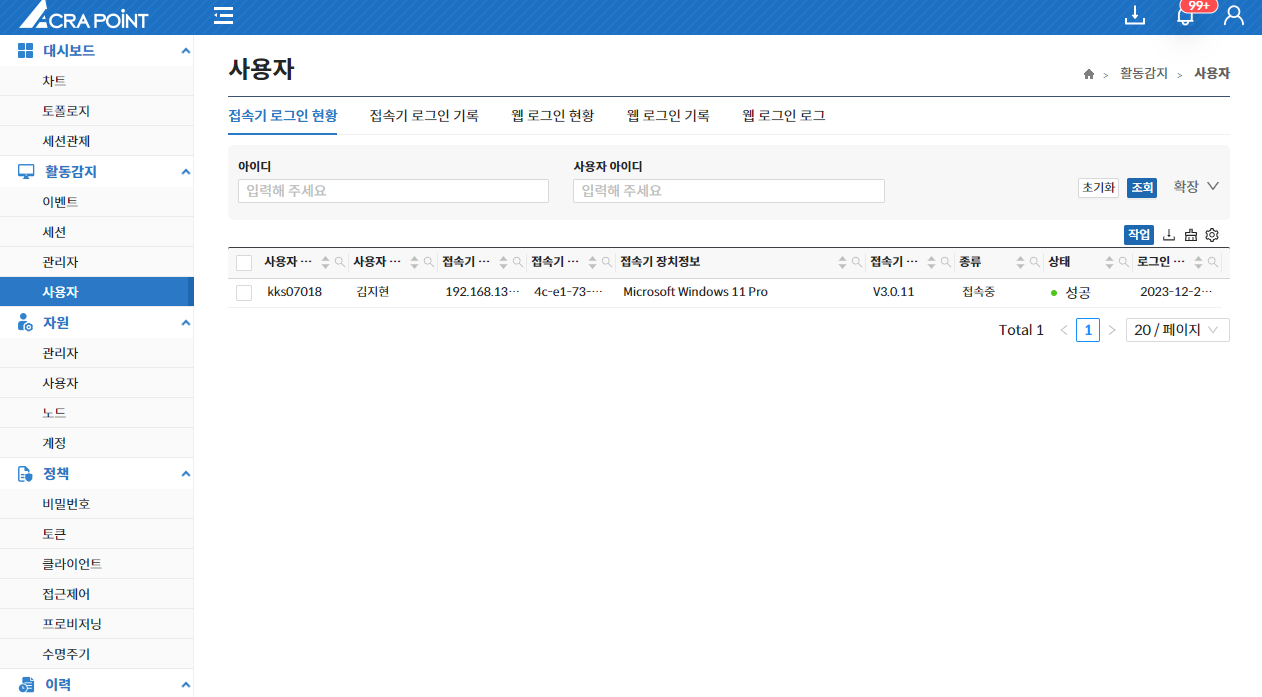 ACRA POINT
99+
대시보드
차트
토폴로지
세션관제
활동감지
이벤트
세션
관리자
사용자
자원
관리자
사용자
노드
계정
정책
비밀번호
토큰
클라이언트
접근제어
프로비저닝
수명주기
이력
사용자
> 활동감지 > 사용자
접속기 로그인 현황 접속기 로그인 기록 웹 로그인 현황 웹 로그인 기록 웹 로그인 로그
아이디 사용자 아이디
입력해 주세요 입력해 주세요 초기화 조회 확장
작업
사용자 ··· 사용자 ··· 접속기 ··· 접속기 ··· 접속기 장치정보 접속기 ··· 종류 상태 로그인 ···
kks07018 김지현 192.168.13··· 4c-e1-73-··· Microsoft Windows 11 Pro V3.0.11 접속중 성공 2023-12-2···
Total 1 < 1 > 20 / 페이지